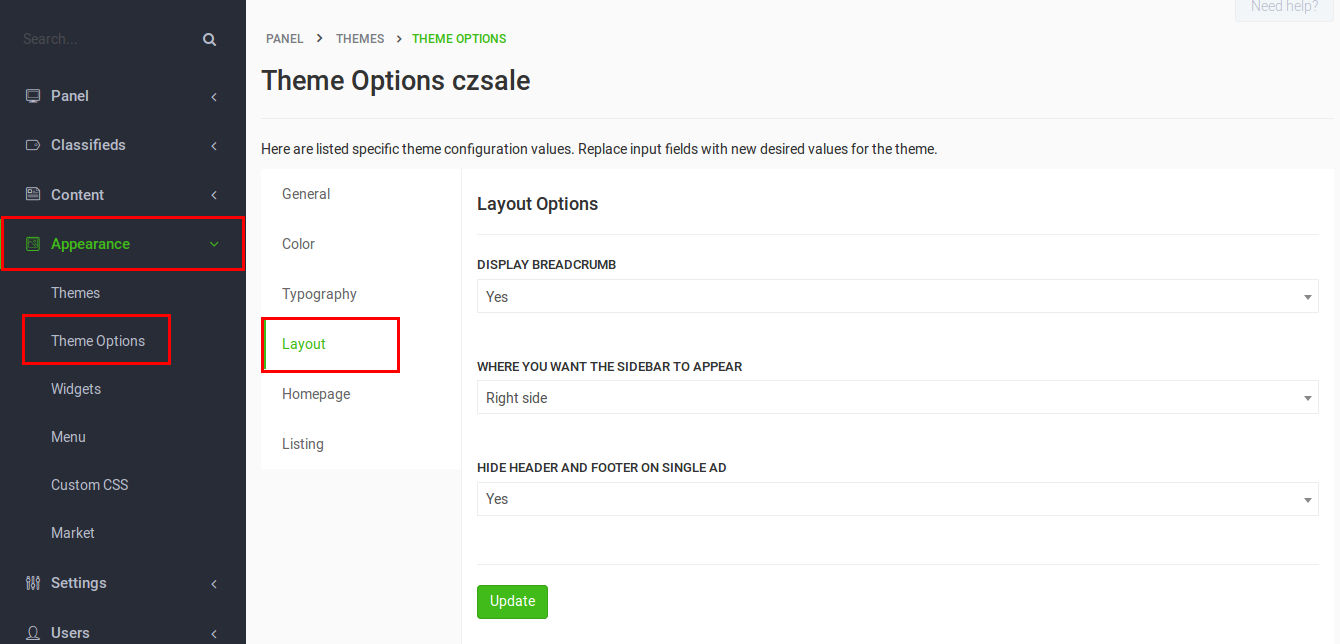 Need help?
Search...
Panel
Classifieds
Content
Appearance
Themes
Theme Options
Widgets
Menu
Custom CSS
Market
Settings
Users
PANEL > THEMES > THEME OPTIONS
Theme Options czsale
Here are listed specific theme configuration values. Replace input fields with new desired values for the theme.
General
Color
Typography
Layout
Homepage
Listing
Layout Options
DISPLAY BREADCRUMB
Yes
WHERE YOU WANT THE SIDEBAR TO APPEAR
Right side
HIDE HEADER AND FOOTER ON SINGLE AD
Yes
Update